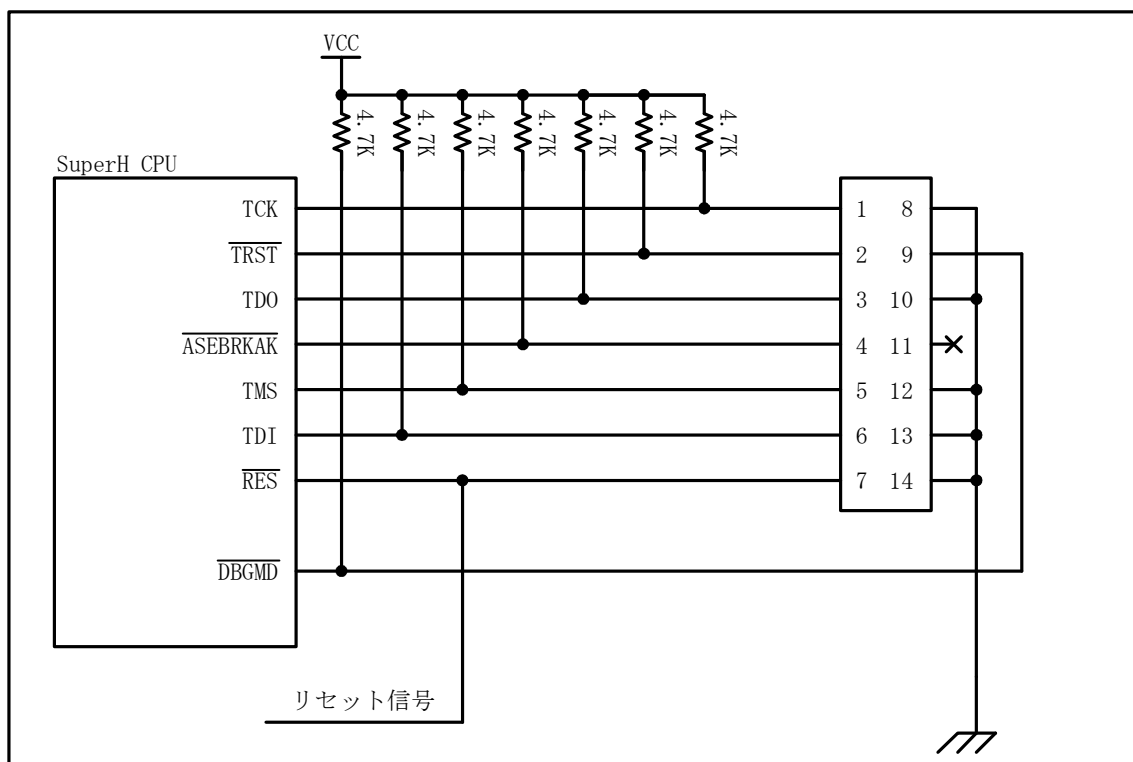 VCC
4.7K 4.7K 4.7K 4.7K 4.7K 4.7K 4.7K
SuperH CPU
TCK 1 8
TRST 2 9
TDO 3 10
ASEBRKAK 4 11
TMS 5 12
TDI 6 13
RES 7 14
DBGMD
リセット信号